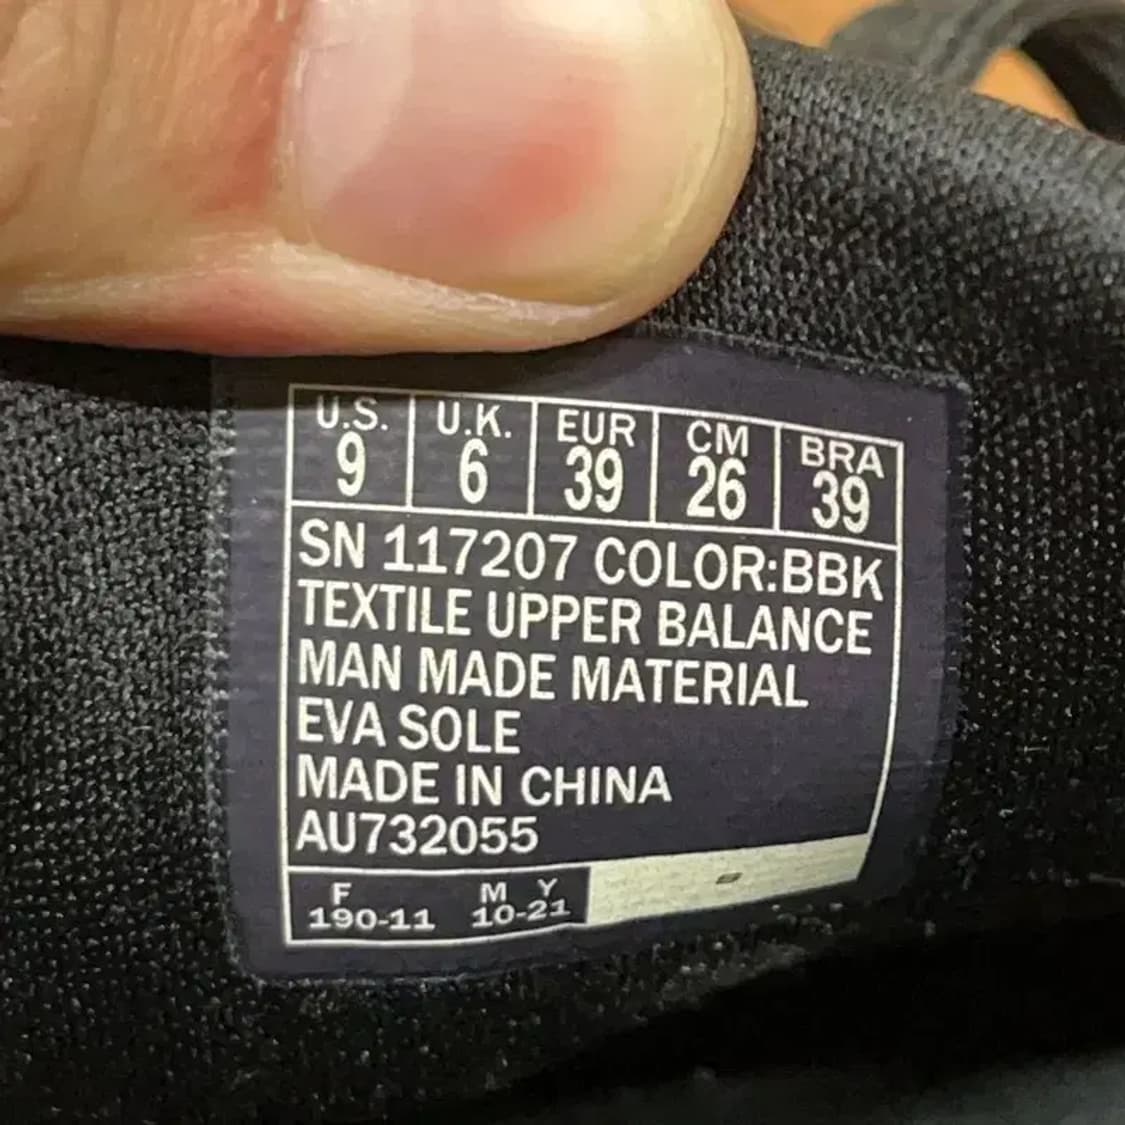 U.S. U.K. EUR CM BRA
9 6 39 26 39
SN 117207 COLOR:BBK
TEXTILE UPPER BALANCE
MAN MADE MATERIAL
EVA SOLE
MADE IN CHINA
AU732055
F M Y
190-11 10-21